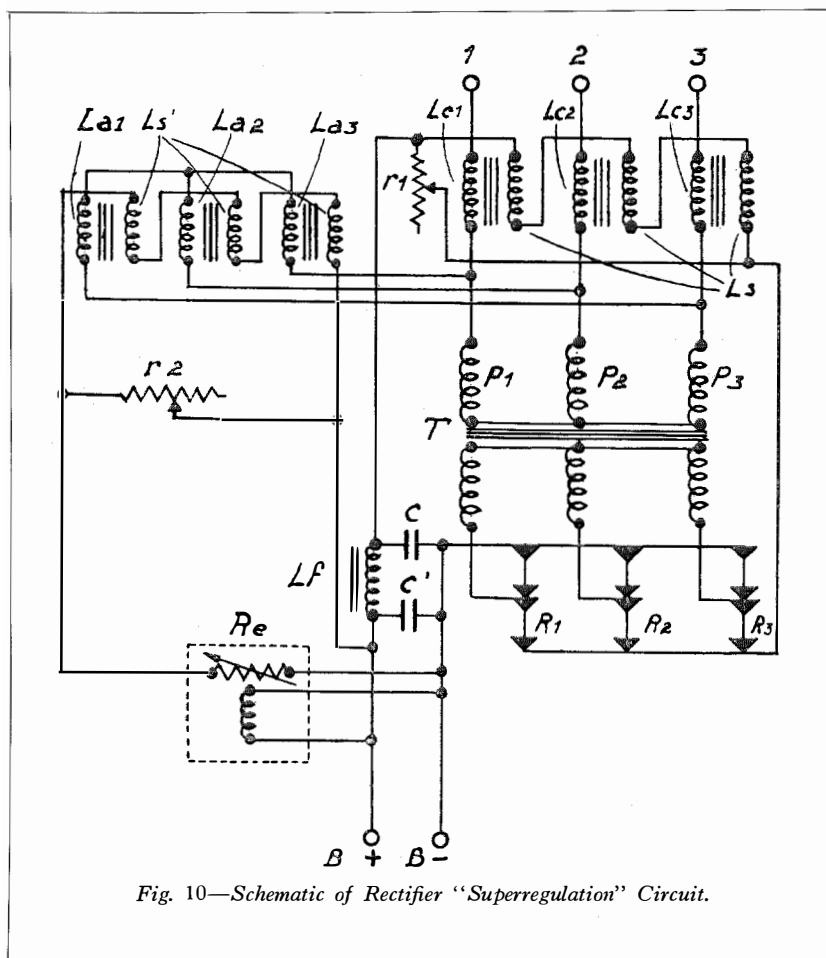 1 2 3
La1 Ls' La2 La3 Lc1 Lc2 Lc3
r1
Ls
r2 P1 P2 P3
T
C
Lf C'
Re R1 R2 R3
B + B -
Fig. 10—Schematic of Rectifier “Superregulation” Circuit.